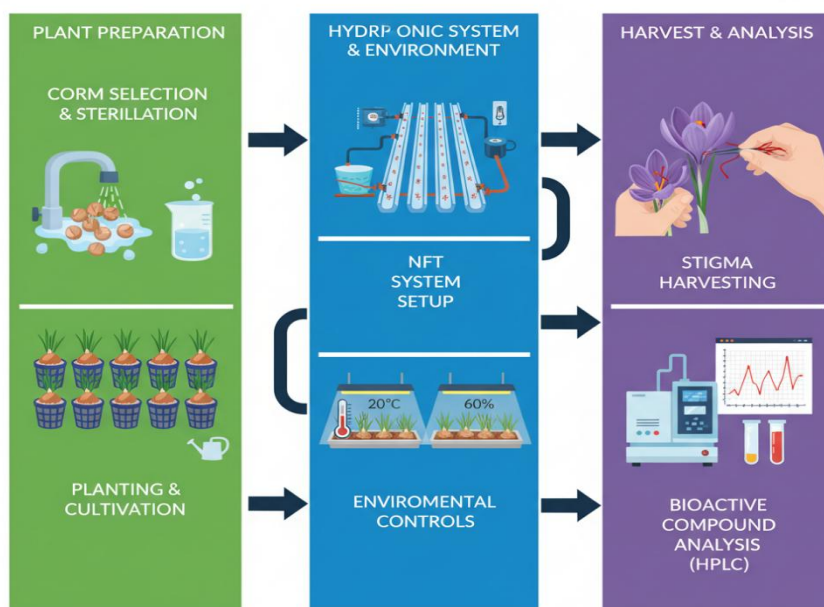 PLANT PREPARATION
CORM SELECTION
& STERILLATION
PLANTING &
CULTIVATION
HYDRP ONIC SYSTEM
& ENVIRONMENT
NFT
SYSTEM
SETUP
20°C
60%
ENVIROMENTAL
CONTROLS
HARVEST & ANALYSIS
STIGMA
HARVESTING
BIOACTIVE
COMPOUND
ANALYSIS
(HPLC)